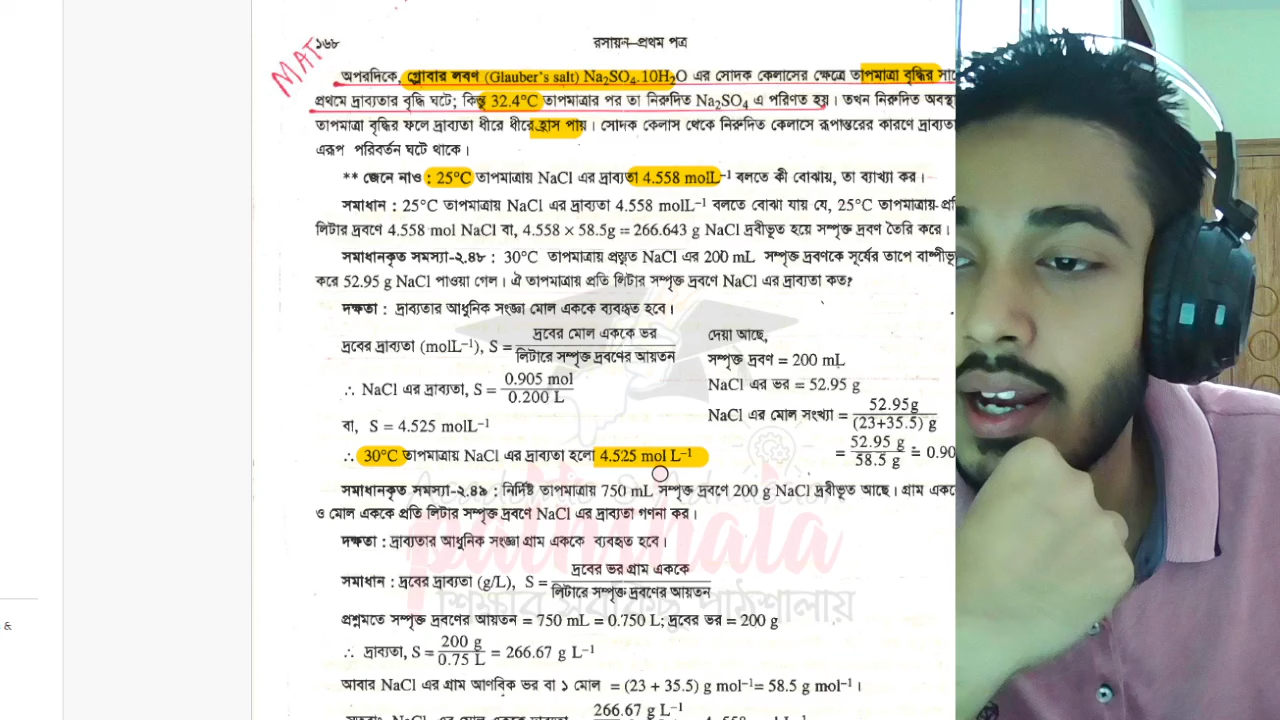 MAT
১৬৮
রসায়ন–প্রথম পত্র
অপরদিকে, গ্লোবার লবণ (Glauber's salt) Na₂SO₄.10H₂O এর সোদক কেলাসের ক্ষেত্রে তাপমাত্রা বৃদ্ধির
প্রথমে দ্রাব্যতার বৃদ্ধি ঘটে; কিন্তু 32.4°C তাপমাত্রার পর তা নিরুদিত Na₂SO₄ এ পরিণত হয়। তখন নিরুদিত
তাপমাত্রা বৃদ্ধির ফলে দ্রাব্যতা ধীরে ধীরে হ্রাস পায়। সোদক কেলাস থেকে নিরুদিত কেলাসে রূপান্তরের কারণে
এরূপ পরিবর্তন ঘটে থাকে।
** জেনে নাও : 25°C তাপমাত্রায় NaCl এর দ্রাব্যতা 4.558 molL⁻¹ বলতে কী বোঝায়, তা ব্যাখ্যা কর।
সমাধান : 25°C তাপমাত্রায় NaCl এর দ্রাব্যতা 4.558 molL⁻¹ বলতে বোঝা যায় যে, 25°C তাপমাত্রায়
লিটার দ্রবণে 4.558 mol NaCl বা, 4.558 × 58.5g = 266.643 g NaCl দ্রবীভূত হয়ে সম্পৃক্ত দ্রবণ তৈরি করে।
সমাধানকৃত সমস্যা-২.৪৮ : 30°C তাপমাত্রায় প্রস্তুত NaCl এর 200 mL সম্পৃক্ত দ্রবণকে সূর্যের তাপে
করে 52.95 g NaCl পাওয়া গেল। ঐ তাপমাত্রায় প্রতি লিটার সম্পৃক্ত দ্রবণে NaCl এর দ্রাব্যতা কত?
দক্ষতা : দ্রাব্যতার আধুনিক সংজ্ঞা মোল এককে ব্যবহৃত হবে।
দ্রবের দ্রাব্যতা (molL⁻¹), S = দ্রবের মোল এককে ভর / লিটারে সম্পৃক্ত দ্রবণের আয়তন
∴ NaCl এর দ্রাব্যতা, S = 0.905 mol / 0.200 L
বা, S = 4.525 molL⁻¹
∴ 30°C তাপমাত্রায় NaCl এর দ্রাব্যতা হলো 4.525 mol L⁻¹
দেয়া আছে,
সম্পৃক্ত দ্রবণ = 200 mL
NaCl এর ভর = 52.95 g
NaCl এর মোল সংখ্যা = 52.95g / (23+35.5) g
= 52.95 g / 58.5 g = 0.90
সমাধানকৃত সমস্যা-২.৪৯ : নির্দিষ্ট তাপমাত্রায় 750 mL সম্পৃক্ত দ্রবণে 200 g NaCl দ্রবীভূত আছে। গ্রাম
ও মোল এককে প্রতি লিটার সম্পৃক্ত দ্রবণে NaCl এর দ্রাব্যতা গণনা কর।
দক্ষতা : দ্রাব্যতার আধুনিক সংজ্ঞা গ্রাম এককে ব্যবহৃত হবে।
সমাধান : দ্রবের দ্রাব্যতা (g/L), S = দ্রবের ভর গ্রাম এককে / লিটারে সম্পৃক্ত দ্রবণের আয়তন
প্রশ্নমতে সম্পৃক্ত দ্রবণের আয়তন = 750 mL = 0.750 L; দ্রবের ভর = 200 g
∴ দ্রাব্যতা, S = 200 g / 0.75 L = 266.67 g L⁻¹
আবার NaCl এর গ্রাম আণবিক ভর বা ১ মোল = (23 + 35.5) g mol⁻¹= 58.5 g mol⁻¹।
266.67 g L⁻¹
Academic & Admission
pathshala
শিক্ষার সবকিছু পাঠশালায়
&